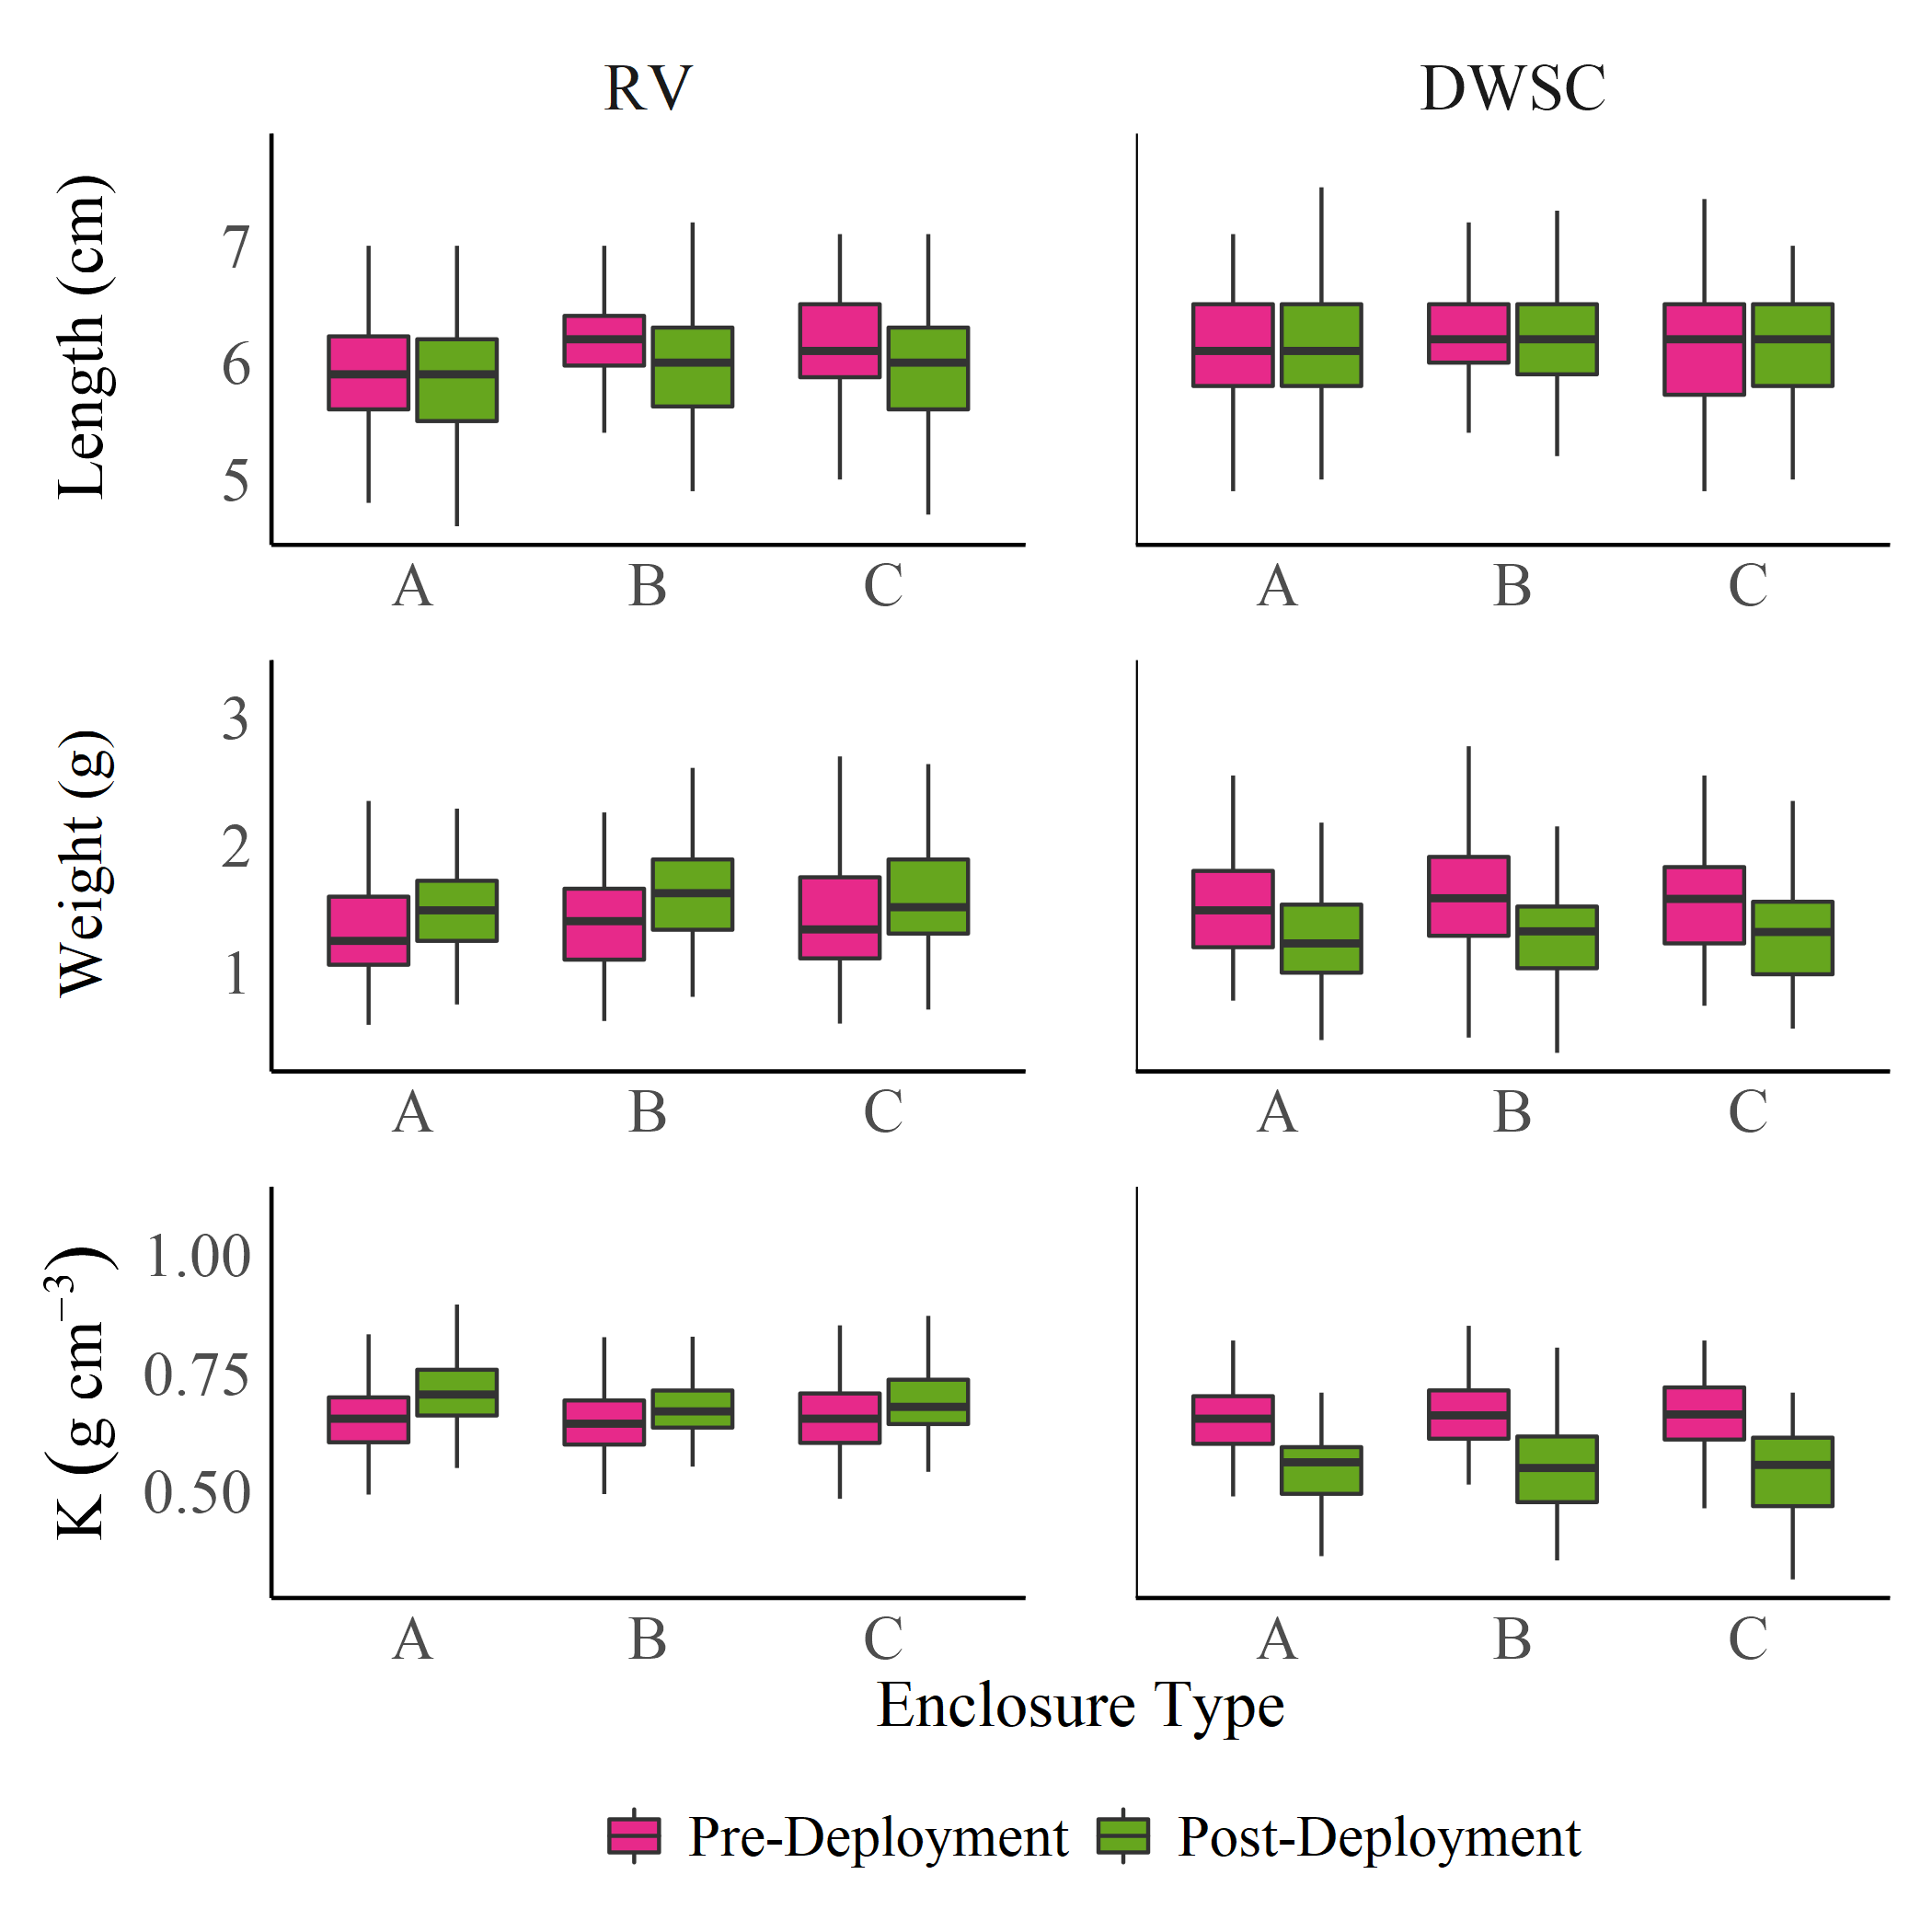 RV
DWSC
Length (cm)
7
6
5
A B C
A B C
Weight (g)
3
2
1
A B C
A B C
K (g cm⁻³)
1.00
0.75
0.50
A B C
A B C
Enclosure Type
Pre-Deployment Post-Deployment